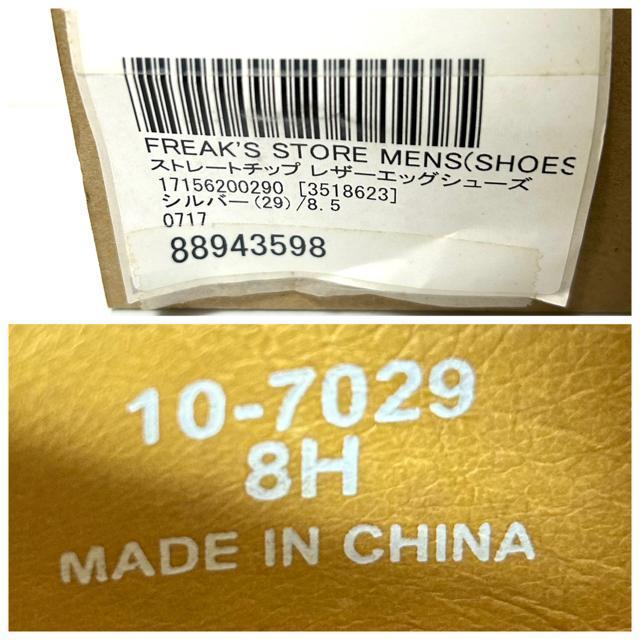 FREAK'S STORE MENS(SHOES
ストレートチップ レザーエッグシューズ
17156200290 [3518623]
シルバー(29)/8.5
0717
88943598
10-7029
8H
MADE IN CHINA